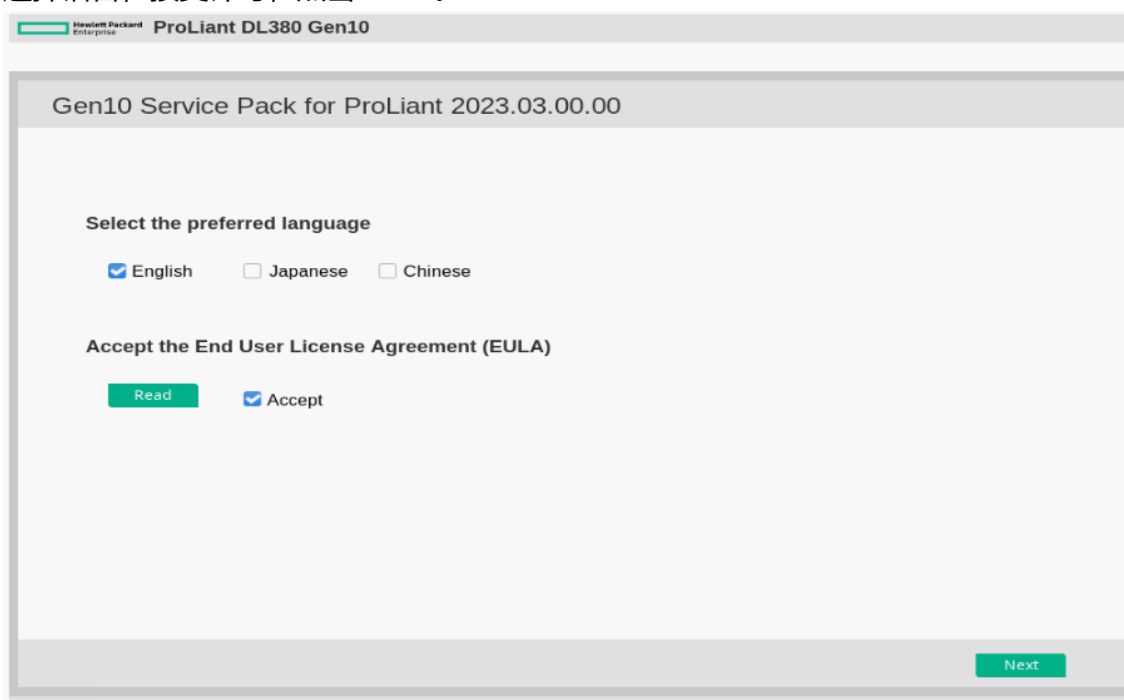 Hewlett Packard
Enterprise
ProLiant DL380 Gen10
Gen10 Service Pack for ProLiant 2023.03.00.00
Select the preferred language
English
Japanese
Chinese
Accept the End User License Agreement (EULA)
Read
Accept
Next